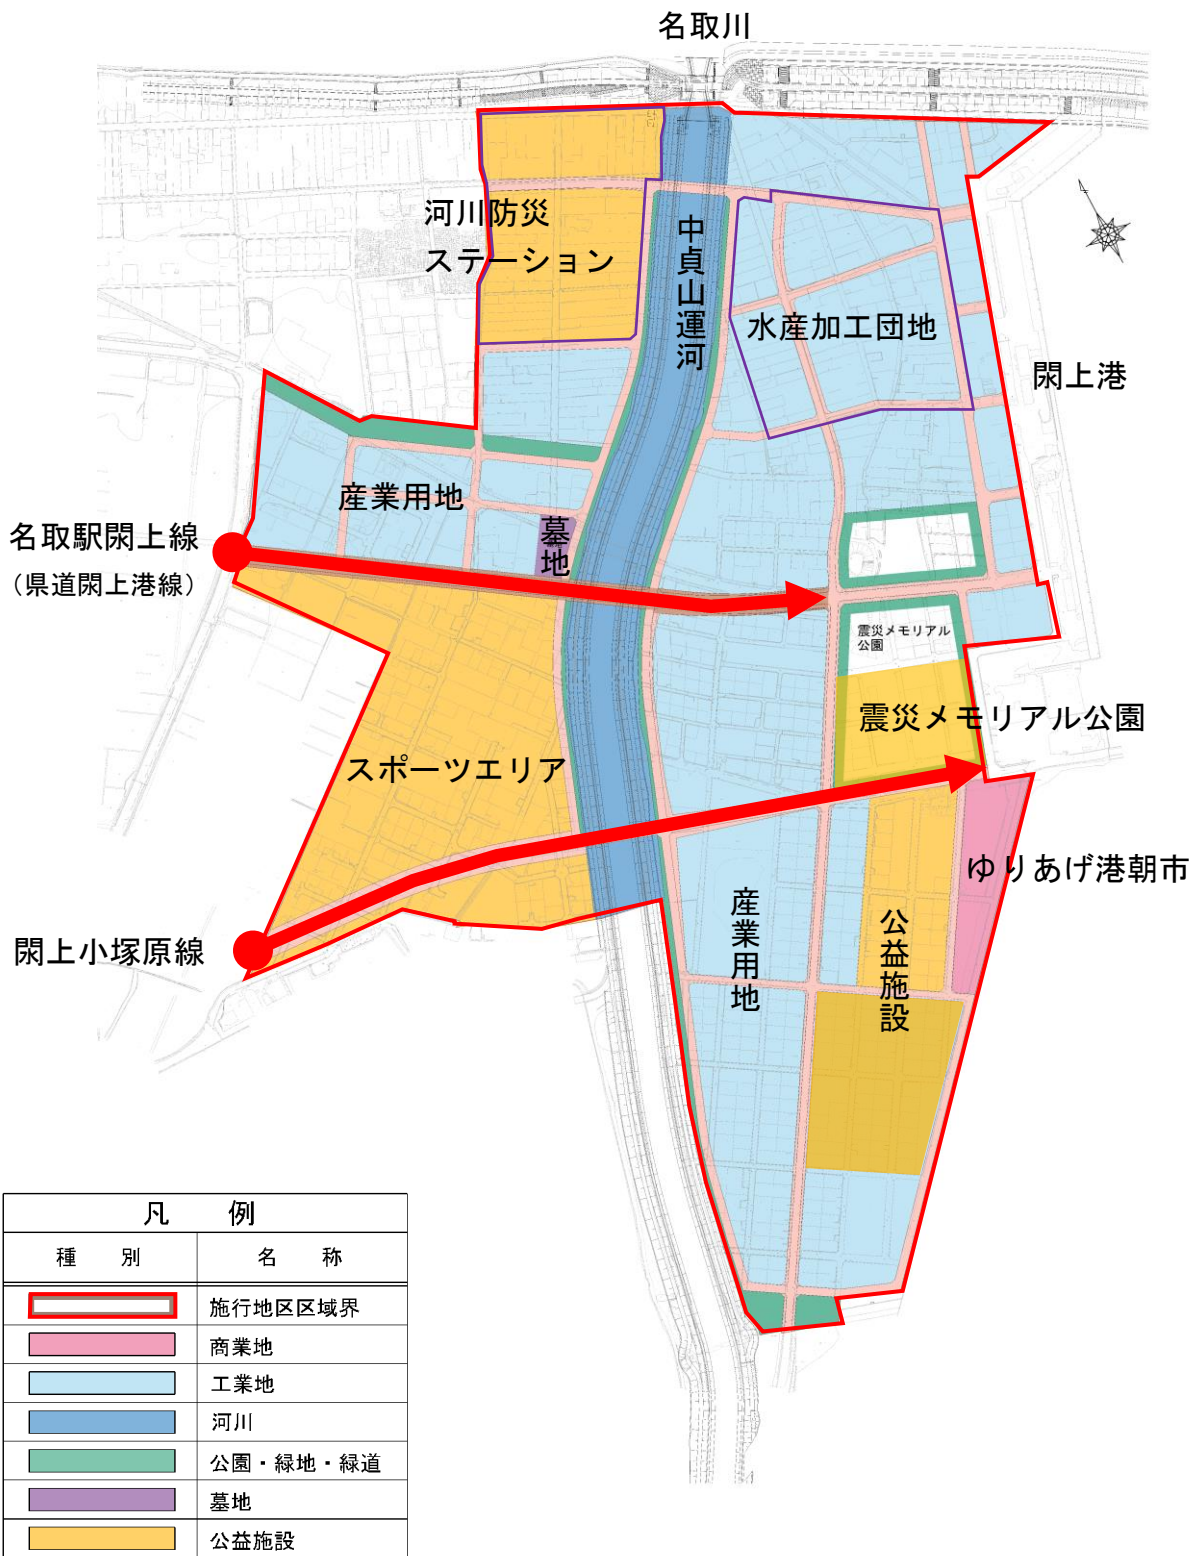 名取川
河川防災
ステーション
中貞山運河
水産加工団地
閖上港
産業用地
墓地
名取駅閖上線
（県道閖上港線）
震災メモリアル
公園
震災メモリアル公園
スポーツエリア
ゆりあげ港朝市
産業用地
公益施設
閖上小塚原線
凡　例
種　別　名　称
施行地区区域界
商業地
工業地
河川
公園・緑地・緑道
墓地
公益施設